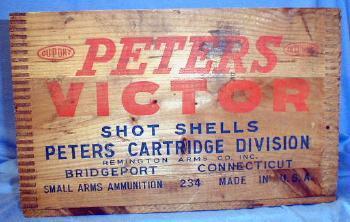 DUPONT
PETERS
VICTOR
SHOT SHELLS
PETERS CARTRIDGE DIVISION
REMINGTON ARMS CO. INC.
BRIDGEPORT CONNECTICUT
SMALL ARMS AMMUNITION 234 MADE IN U.S.A.